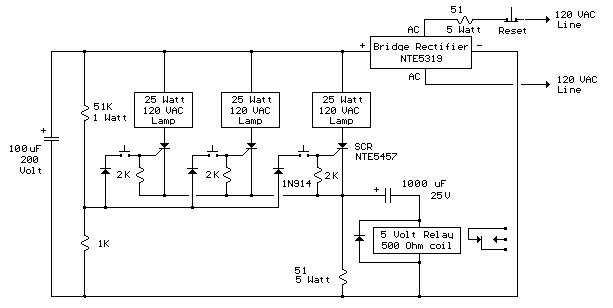 51
120 VAC
Line
5 Watt
Reset
AC
+
Bridge Rectifier
NTE5319
-
AC
120 VAC
Line
51K
1 Watt
25 Watt
120 VAC
Lamp
25 Watt
120 VAC
Lamp
25 Watt
120 VAC
Lamp
+
100uF
200
Volt
SCR
NTE5457
2K
2K
1N914
2K
+
1000 uF
25V
1K
5 Volt Relay
500 Ohm coil
51
5 Watt